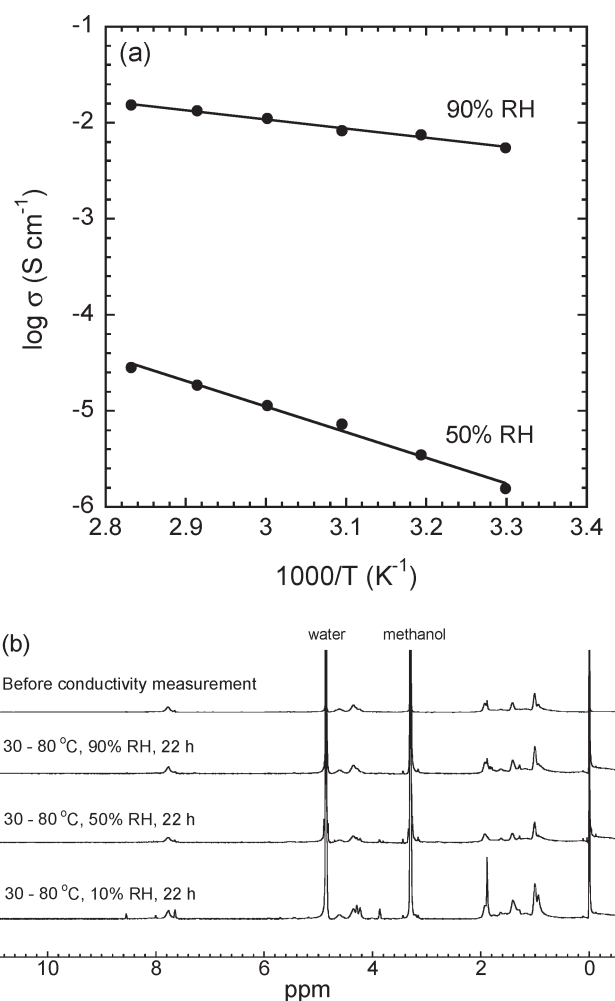 (a)
-1
-2
-3
-4
-5
-6
log σ (S cm⁻¹)
90% RH
50% RH
2.8 2.9 3 3.1 3.2 3.3 3.4
1000/T (K⁻¹)
(b)
water methanol
Before conductivity measurement
30 - 80 °C, 90% RH, 22 h
30 - 80 °C, 50% RH, 22 h
30 - 80 °C, 10% RH, 22 h
10 8 6 4 2 0
ppm